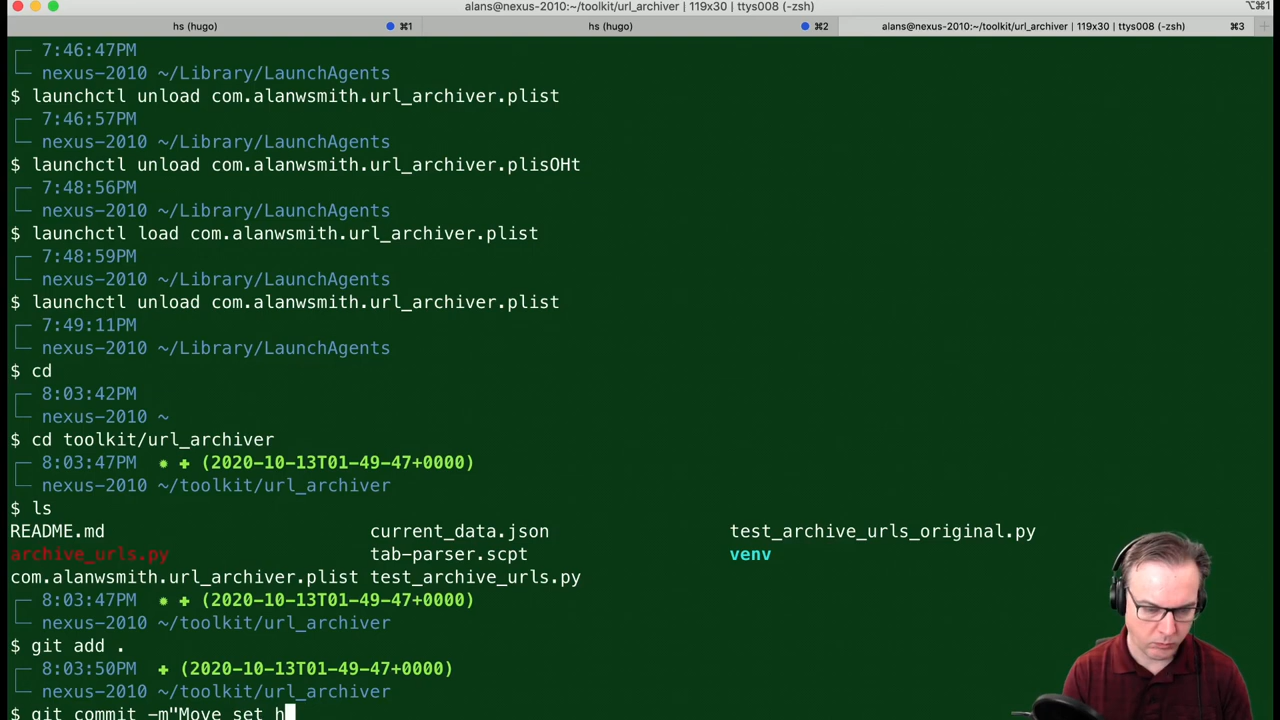 alans@nexus-2010:~/toolkit/url_archiver | 119x30 | ttys008 (-zsh)
⌥⌘1
hs (hugo)
⌘1
hs (hugo)
⌘2
alans@nexus-2010:~/toolkit/url_archiver | 119x30 | ttys008 (-zsh)
⌘3
7:46:47PM
nexus-2010 ~/Library/LaunchAgents
$ launchctl unload com.alanwsmith.url_archiver.plist
7:46:57PM
nexus-2010 ~/Library/LaunchAgents
$ launchctl unload com.alanwsmith.url_archiver.plisOHt
7:48:56PM
nexus-2010 ~/Library/LaunchAgents
$ launchctl load com.alanwsmith.url_archiver.plist
7:48:59PM
nexus-2010 ~/Library/LaunchAgents
$ launchctl unload com.alanwsmith.url_archiver.plist
7:49:11PM
nexus-2010 ~/Library/LaunchAgents
$ cd
8:03:42PM
nexus-2010 ~
$ cd toolkit/url_archiver
8:03:47PM ✹ ✚ (2020-10-13T01-49-47+0000)
nexus-2010 ~/toolkit/url_archiver
$ ls
README.md current_data.json test_archive_urls_original.py
archive_urls.py tab-parser.scpt venv
com.alanwsmith.url_archiver.plist test_archive_urls.py
8:03:47PM ✹ ✚ (2020-10-13T01-49-47+0000)
nexus-2010 ~/toolkit/url_archiver
$ git add .
8:03:50PM ✚ (2020-10-13T01-49-47+0000)
nexus-2010 ~/toolkit/url_archiver
$ git commit -m"Move set h